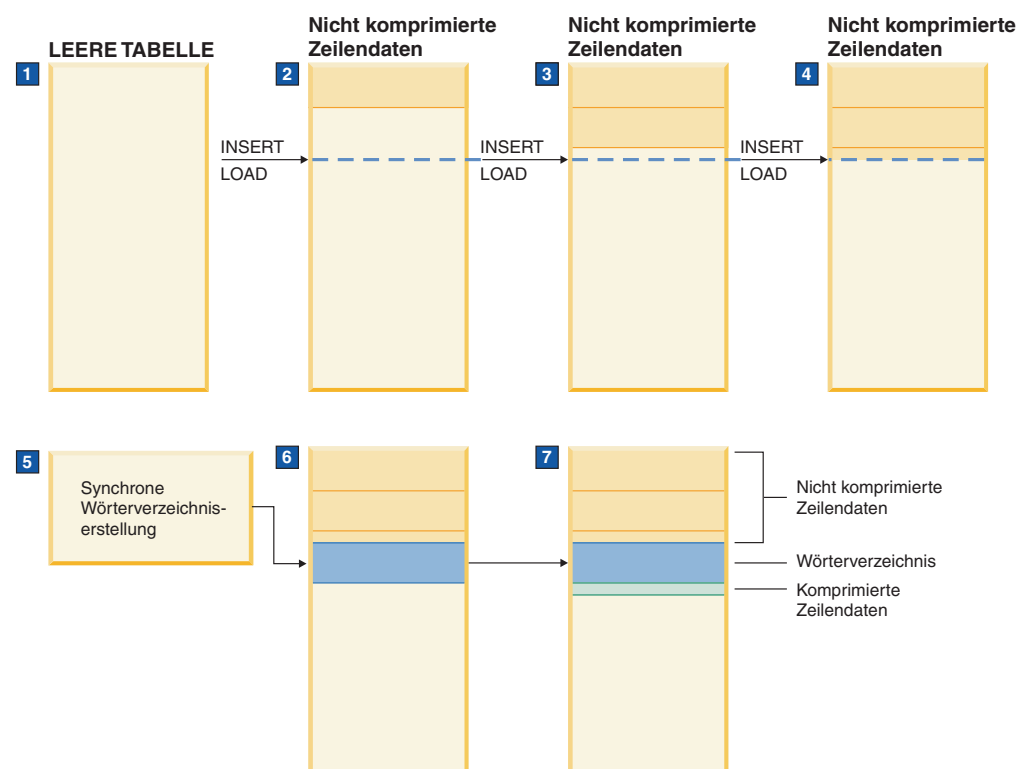 LEERE TABELLE
Nicht komprimierte
Zeilendaten
Nicht komprimierte
Zeilendaten
Nicht komprimierte
Zeilendaten
1
2
3
4
INSERT
LOAD
INSERT
LOAD
INSERT
LOAD
5
6
7
Synchrone
Wörterverzeichnis-
erstellung
Nicht komprimierte
Zeilendaten
Wörterverzeichnis
Komprimierte
Zeilendaten